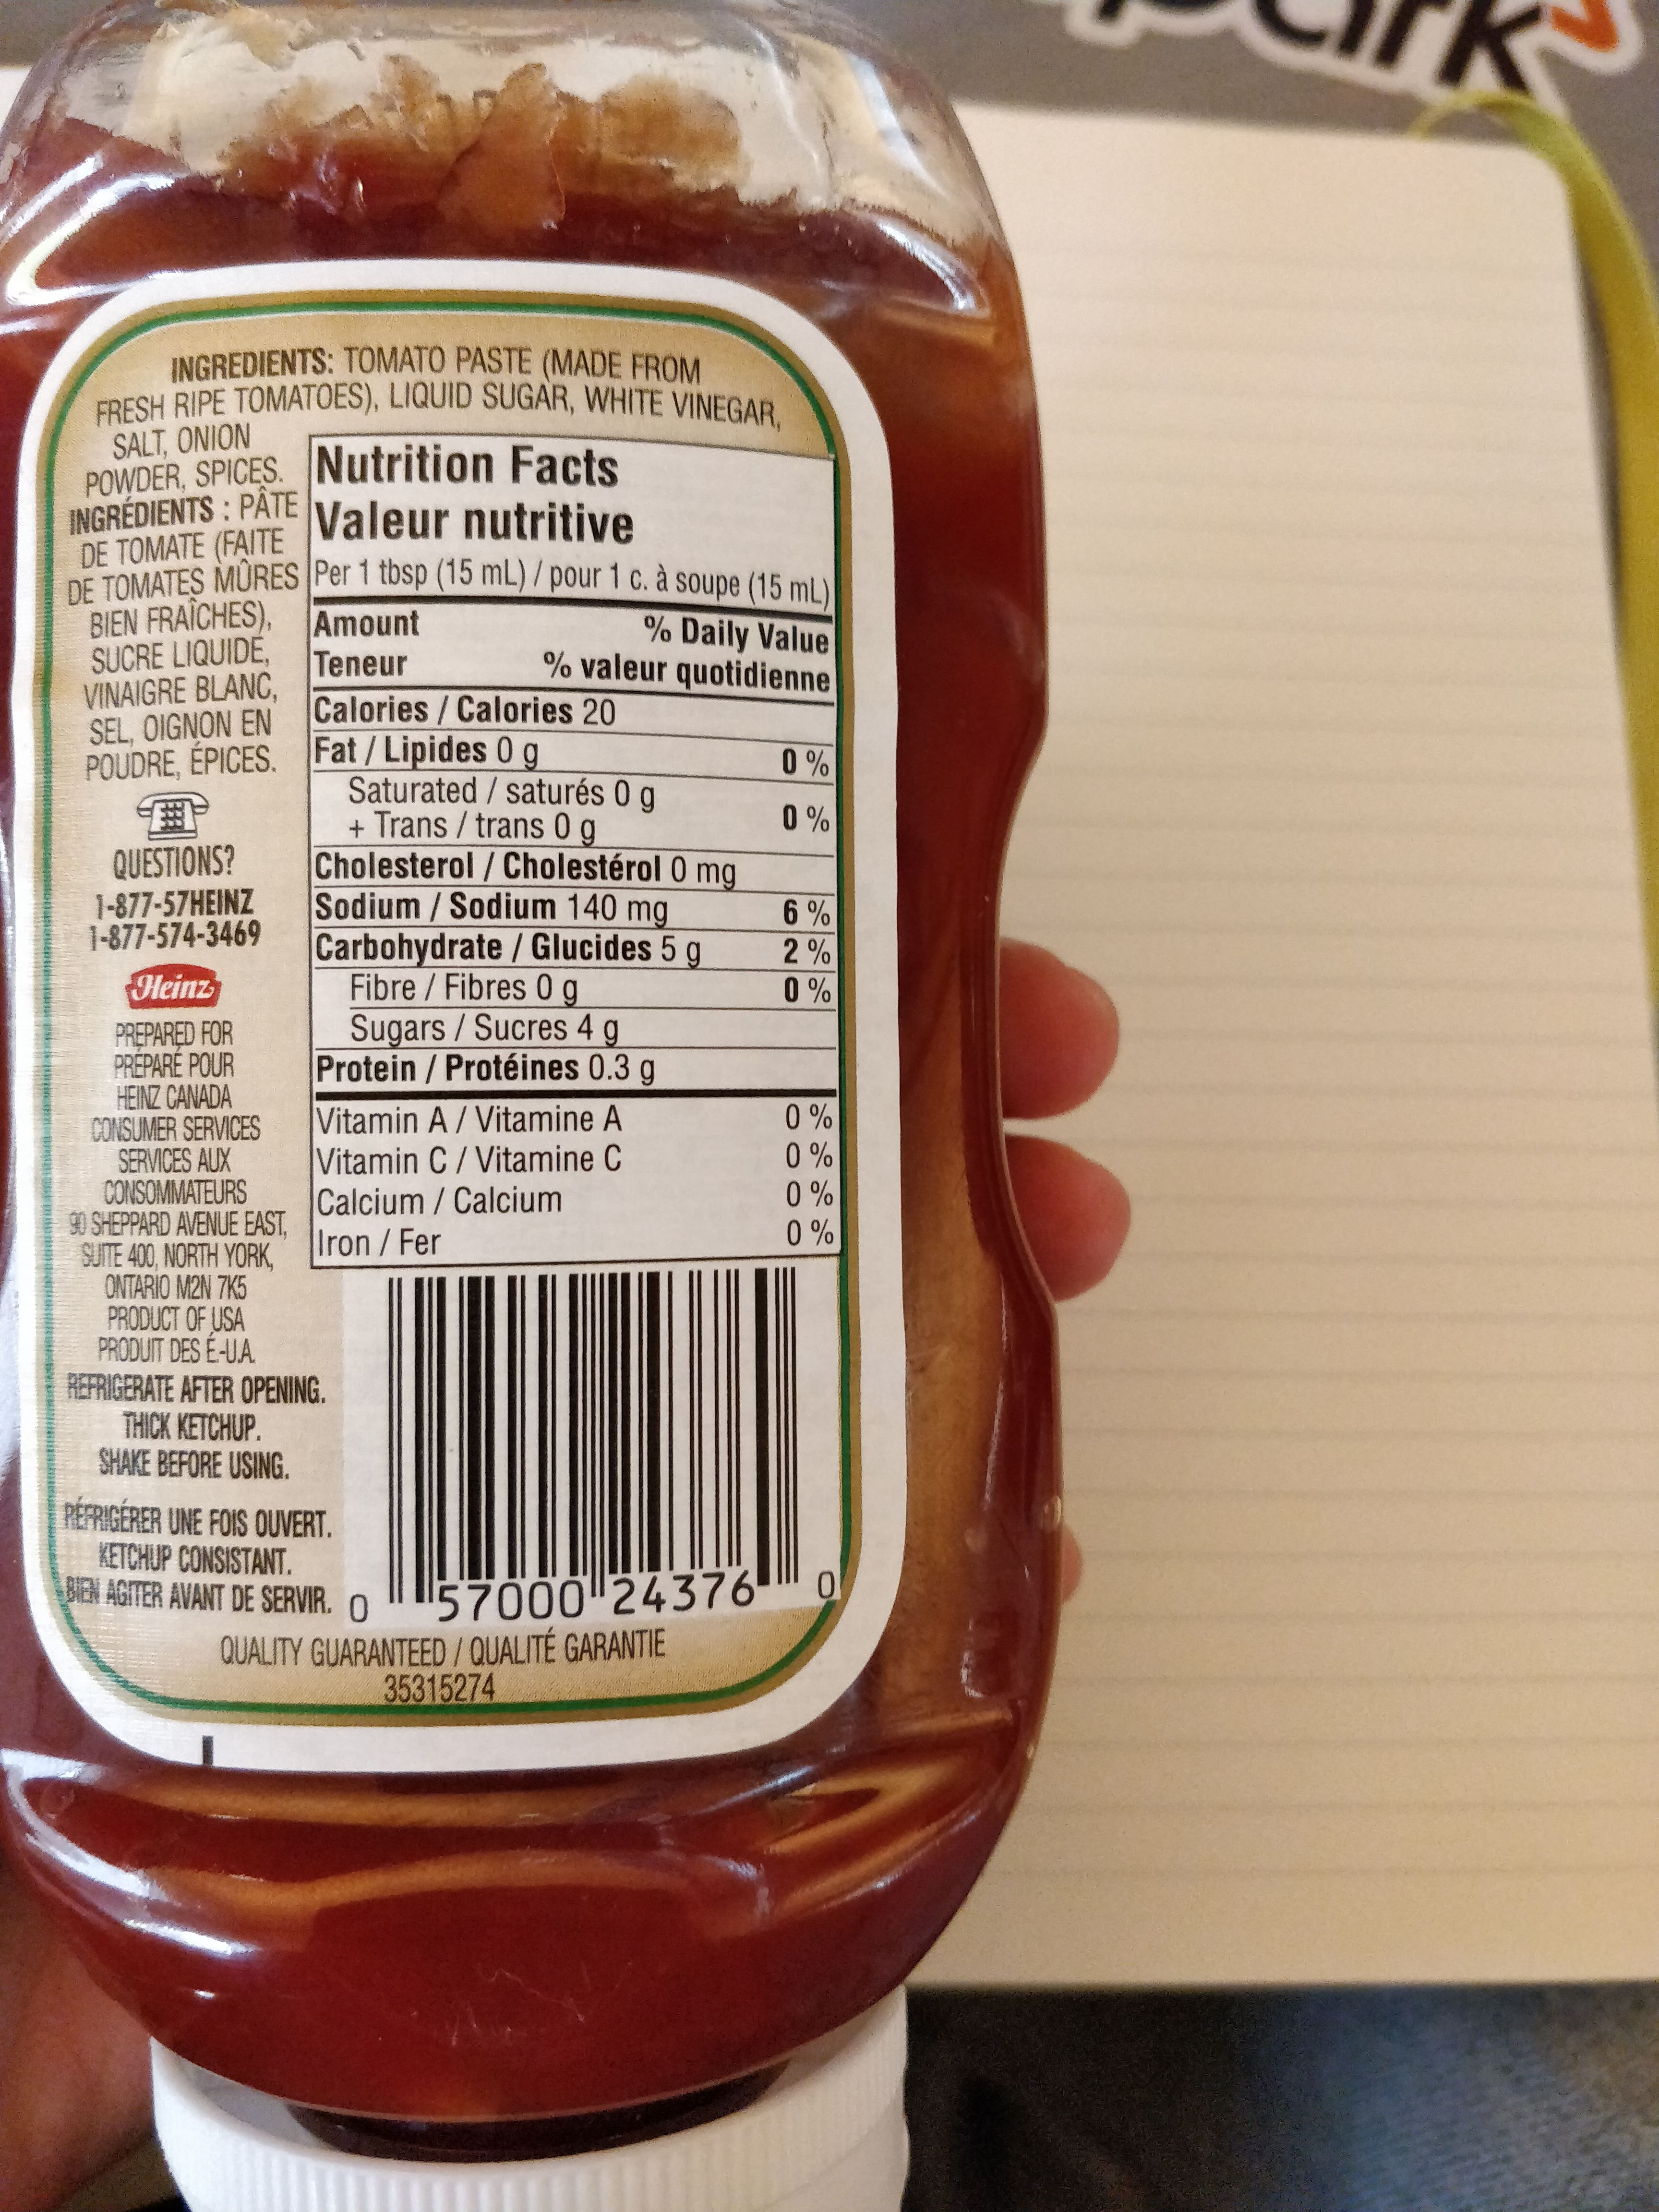 park
INGREDIENTS: TOMATO PASTE (MADE FROM
FRESH RIPE TOMATOES), LIQUID SUGAR, WHITE VINEGAR,
SALT, ONION
POWDER, SPICES.
INGRÉDIENTS : PÂTE
DE TOMATE (FAITE
DE TOMATES MÛRES
BIEN FRAÎCHES),
SUCRE LIQUIDE,
VINAIGRE BLANC,
SEL, OIGNON EN
POUDRE, ÉPICES.
QUESTIONS?
1-877-57HEINZ
1-877-574-3469
Heinz
PREPARED FOR
PRÉPARÉ POUR
HEINZ CANADA
CONSUMER SERVICES
SERVICES AUX
CONSOMMATEURS
90 SHEPPARD AVENUE EAST,
SUITE 400, NORTH YORK,
ONTARIO M2N 7K5
PRODUCT OF USA
PRODUIT DES É.-U.A.
REFRIGERATE AFTER OPENING.
THICK KETCHUP.
SHAKE BEFORE USING.
RÉFRIGÉRER UNE FOIS OUVERT.
KETCHUP CONSISTANT.
BIEN AGITER AVANT DE SERVIR.
Nutrition Facts
Valeur nutritive
Per 1 tbsp (15 mL) / pour 1 c. à soupe (15 mL)
Amount % Daily Value
Teneur % valeur quotidienne
Calories / Calories 20
Fat / Lipides 0 g 0 %
Saturated / saturés 0 g
+ Trans / trans 0 g 0 %
Cholesterol / Cholestérol 0 mg
Sodium / Sodium 140 mg 6 %
Carbohydrate / Glucides 5 g 2 %
Fibre / Fibres 0 g 0 %
Sugars / Sucres 4 g
Protein / Protéines 0.3 g
Vitamin A / Vitamine A 0 %
Vitamin C / Vitamine C 0 %
Calcium / Calcium 0 %
Iron / Fer 0 %
0 57000 24376 0
QUALITY GUARANTEED / QUALITÉ GARANTIE
35315274